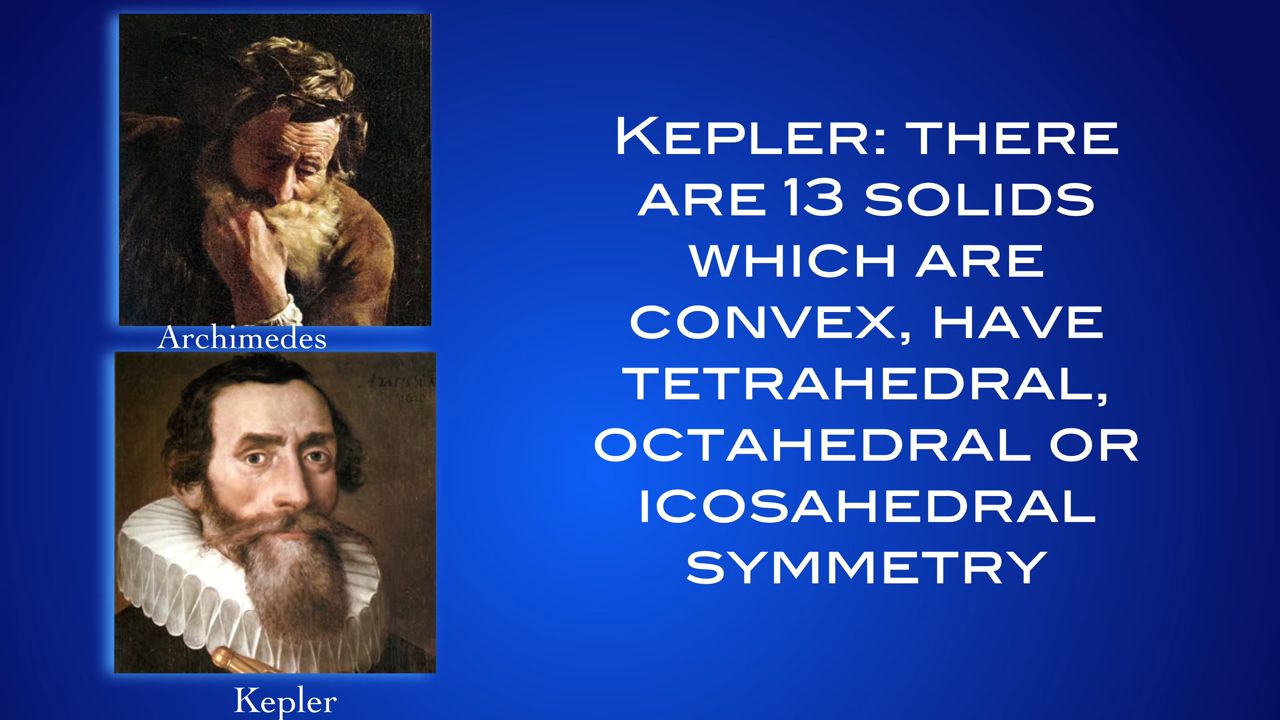 Archimedes
Kepler
Kepler: there
are 13 solids
which are
convex, have
tetrahedral,
octahedral or
icosahedral
symmetry